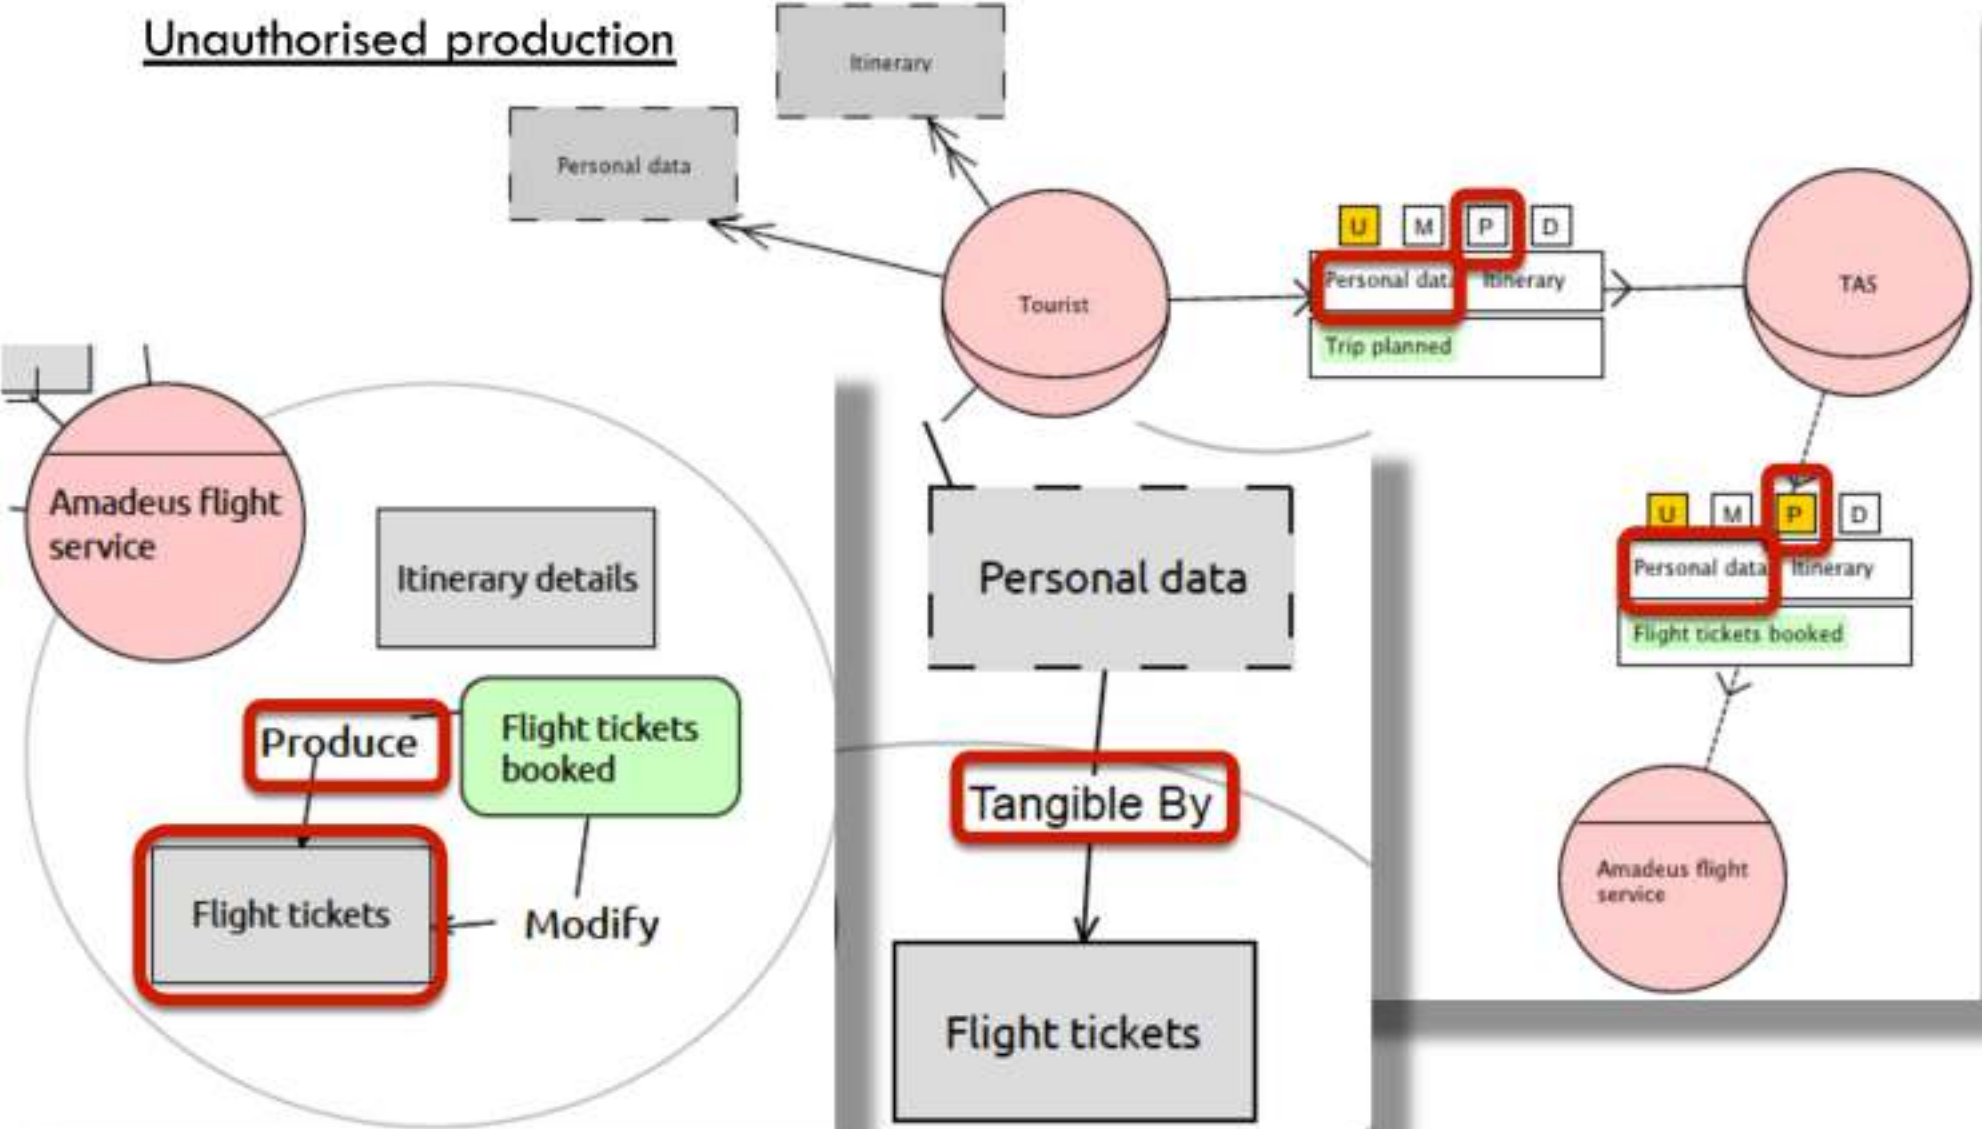 Unauthorised production
Itinerary
Personal data
Tourist
U M P D
Personal dat Itinerary
Trip planned
TAS
Amadeus flight
service
Itinerary details
Produce
Flight tickets
booked
Flight tickets
Modify
Personal data
Tangible By
Flight tickets
U M P D
Personal data Itinerary
Flight tickets booked
Amadeus flight
service